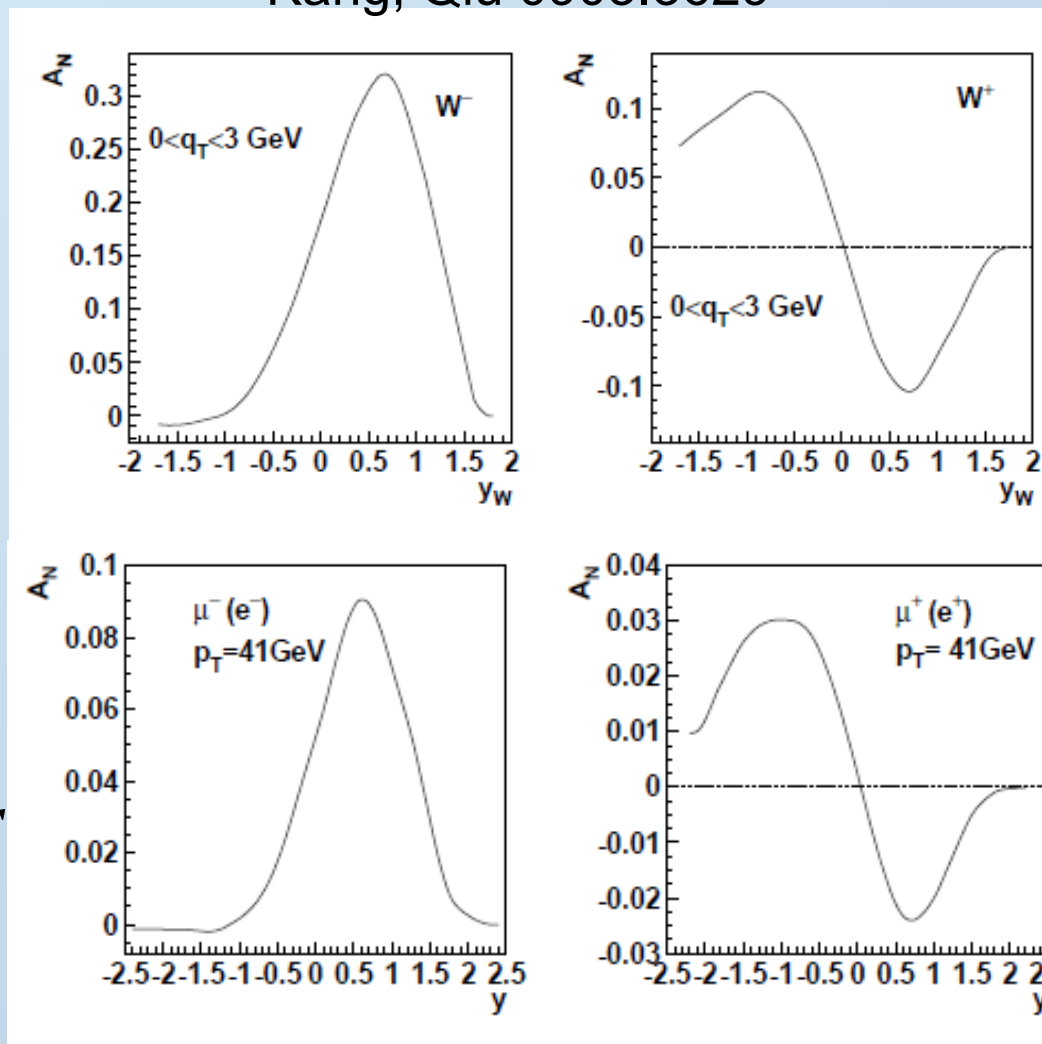 A_N
W⁻
0<q_T<3 GeV
0.3
0.25
0.2
0.15
0.1
0.05
0
-2 -1.5 -1 -0.5 0 0.5 1 1.5 2
y_W
A_N
W⁺
0<q_T<3 GeV
0.1
0.05
0
-0.05
-0.1
-2 -1.5 -1 -0.5 0 0.5 1 1.5 2
y_W
A_N
μ⁻ (e⁻)
p_T=41GeV
0.1
0.08
0.06
0.04
0.02
0
-2.5 -2 -1.5 -1 -0.5 0 0.5 1 1.5 2 2.5
y
A_N
μ⁺ (e⁺)
p_T= 41GeV
0.04
0.03
0.02
0.01
0
-0.01
-0.02
-0.03
-2.5 -2 -1.5 -1 -0.5 0 0.5 1 1.5 2